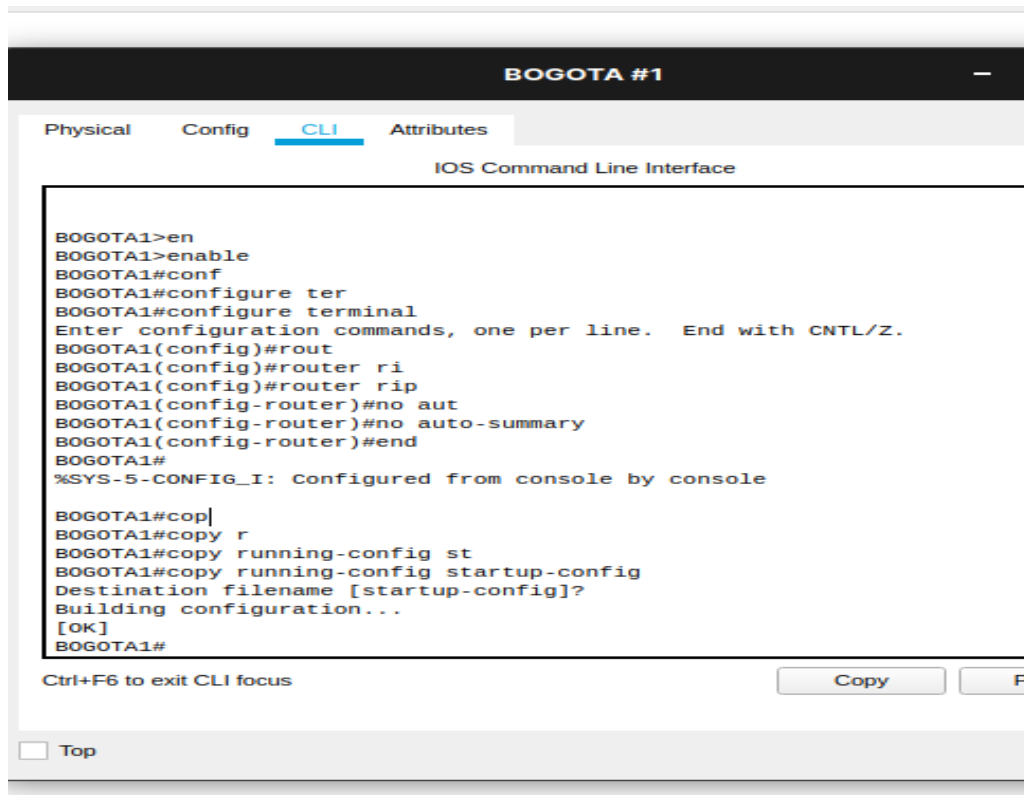 BOGOTA #1
Physical Config CLI Attributes
IOS Command Line Interface
BOGOTA1>en
BOGOTA1>enable
BOGOTA1#conf
BOGOTA1#configure ter
BOGOTA1#configure terminal
Enter configuration commands, one per line.  End with CNTL/Z.
BOGOTA1(config)#rout
BOGOTA1(config)#router ri
BOGOTA1(config)#router rip
BOGOTA1(config-router)#no aut
BOGOTA1(config-router)#no auto-summary
BOGOTA1(config-router)#end
BOGOTA1#
%SYS-5-CONFIG_I: Configured from console by console
BOGOTA1#cop
BOGOTA1#copy r
BOGOTA1#copy running-config st
BOGOTA1#copy running-config startup-config
Destination filename [startup-config]?
Building configuration...
[OK]
BOGOTA1#
Ctrl+F6 to exit CLI focus
Copy
Top